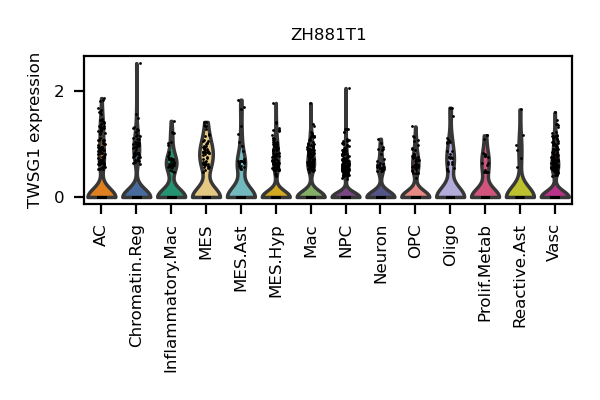 ZH881T1
TWSG1 expression
2
0
AC
Chromatin.Reg
Inflammatory.Mac
MES
MES.Ast
MES.Hyp
Mac
NPC
Neuron
OPC
Oligo
Prolif.Metab
Reactive.Ast
Vasc